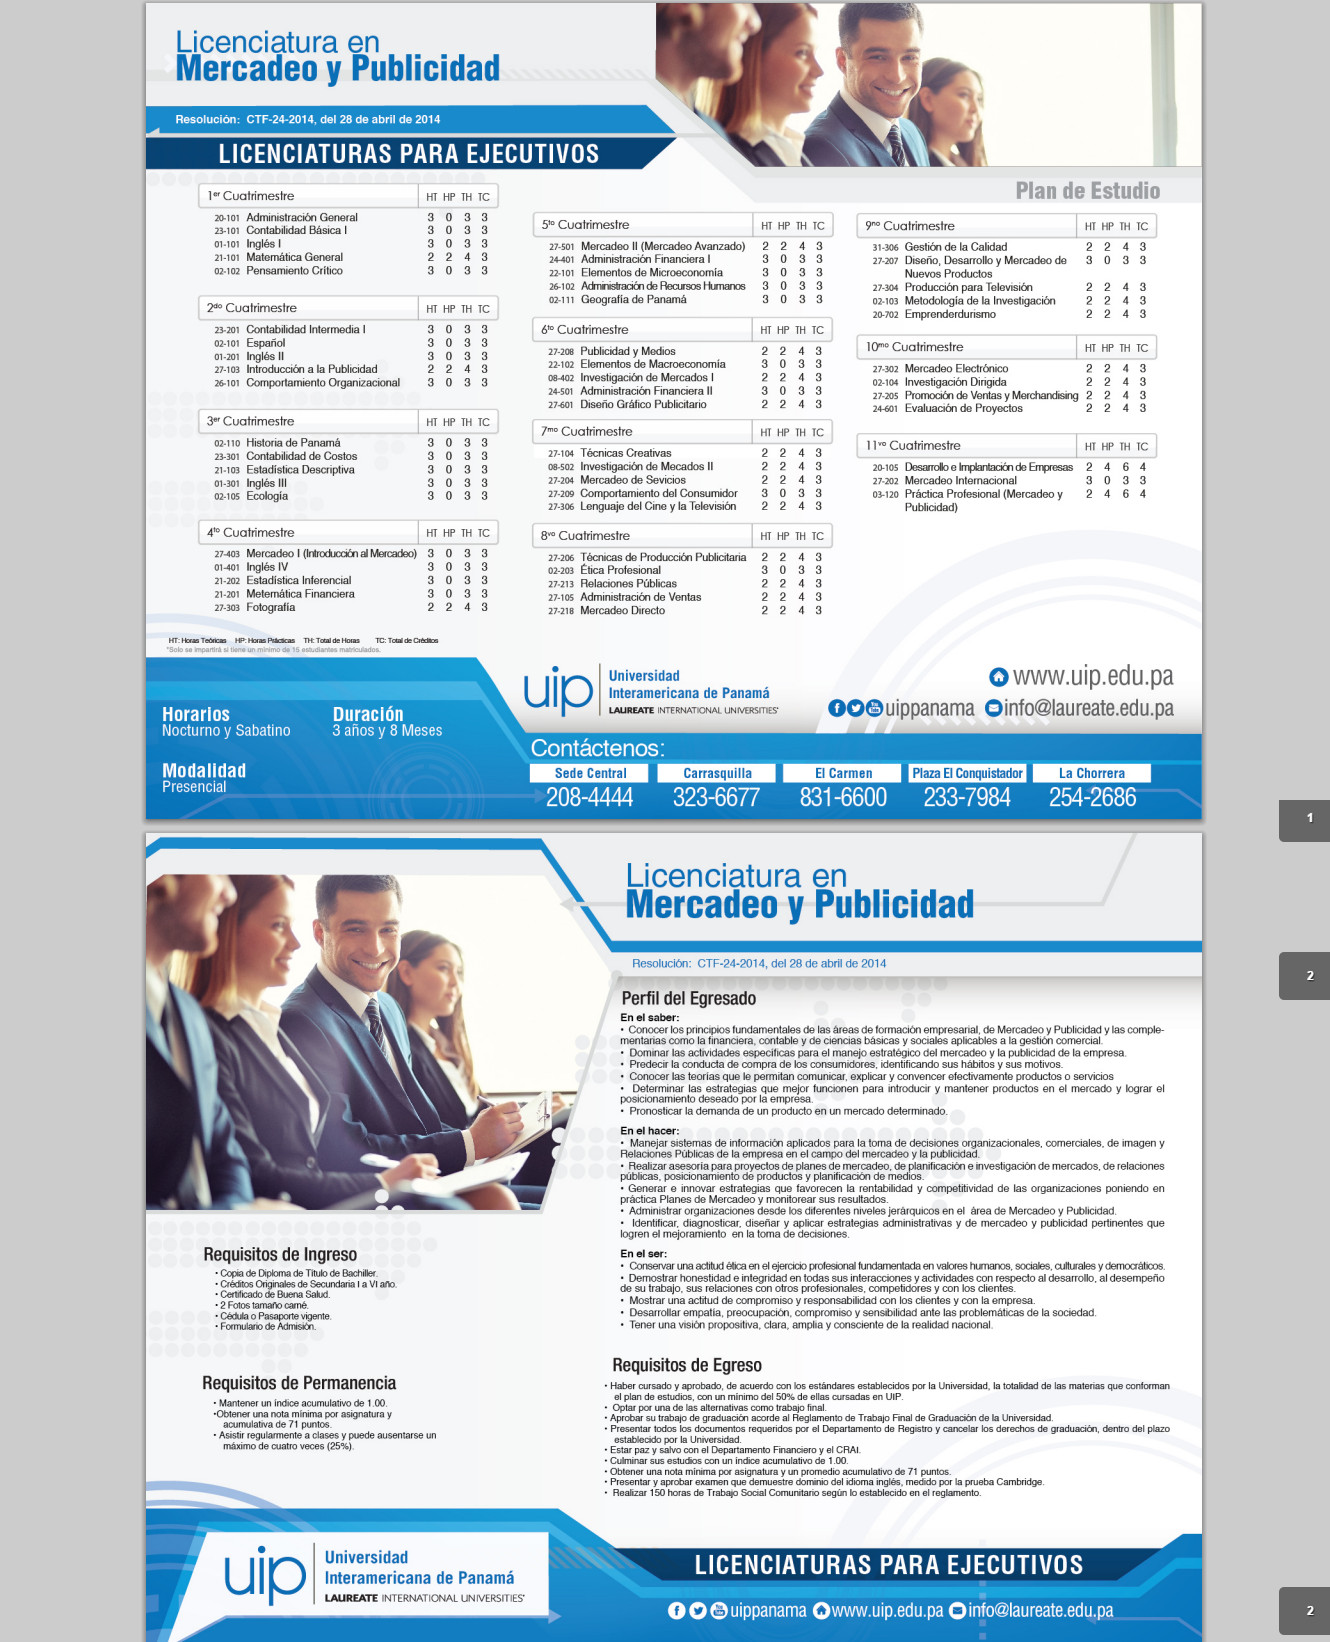 Licenciatura en
Mercadeo y Publicidad
Resolución: CTF-24-2014, del 28 de abril de 2014
LICENCIATURAS PARA EJECUTIVOS
Plan de Estudio
1er Cuatrimestre HT HP TH TC
20-101 Administración General 3 0 3 3
23-101 Contabilidad Básica I 3 0 3 3
01-101 Inglés I 3 0 3 3
21-101 Matemática General 2 2 4 3
02-102 Pensamiento Crítico 3 0 3 3
2do Cuatrimestre HT HP TH TC
23-201 Contabilidad Intermedia I 3 0 3 3
02-101 Español 3 0 3 3
01-201 Inglés II 3 0 3 3
27-103 Introducción a la Publicidad 2 2 4 3
26-101 Comportamiento Organizacional 3 0 3 3
3er Cuatrimestre HT HP TH TC
02-110 Historia de Panamá 3 0 3 3
23-301 Contabilidad de Costos 3 0 3 3
21-103 Estadística Descriptiva 3 0 3 3
01-301 Inglés III 3 0 3 3
02-105 Ecología 3 0 3 3
4to Cuatrimestre HT HP TH TC
27-403 Mercadeo I (Introducción al Mercadeo) 3 0 3 3
01-401 Inglés IV 3 0 3 3
21-202 Estadística Inferencial 3 0 3 3
21-201 Metemática Financiera 3 0 3 3
27-303 Fotografía 2 2 4 3
5to Cuatrimestre HT HP TH TC
27-501 Mercadeo II (Mercadeo Avanzado) 2 2 4 3
24-401 Administración Financiera I 3 0 3 3
22-101 Elementos de Microeconomía 3 0 3 3
26-102 Administración de Recursos Humanos 3 0 3 3
02-111 Geografía de Panamá 3 0 3 3
6to Cuatrimestre HT HP TH TC
27-208 Publicidad y Medios 2 2 4 3
22-102 Elementos de Macroeconomía 3 0 3 3
08-402 Investigación de Mercados I 2 2 4 3
24-501 Administración Financiera II 3 0 3 3
27-601 Diseño Gráfico Publicitario 2 2 4 3
7mo Cuatrimestre HT HP TH TC
27-104 Técnicas Creativas 2 2 4 3
08-502 Investigación de Mecados II 2 2 4 3
27-204 Mercadeo de Sevicios 2 2 4 3
27-209 Comportamiento del Consumidor 3 0 3 3
27-306 Lenguaje del Cine y la Televisión 2 2 4 3
8vo Cuatrimestre HT HP TH TC
27-206 Técnicas de Producción Publicitaria 2 2 4 3
02-203 Ética Profesional 3 0 3 3
27-213 Relaciones Públicas 2 2 4 3
27-105 Administración de Ventas 2 2 4 3
27-218 Mercadeo Directo 2 2 4 3
9no Cuatrimestre HT HP TH TC
31-306 Gestión de la Calidad 2 2 4 3
27-207 Diseño, Desarrollo y Mercadeo de 3 0 3 3
Nuevos Productos
27-304 Producción para Televisión 2 2 4 3
02-103 Metodología de la Investigación 2 2 4 3
20-702 Emprenderdurismo 2 2 4 3
10mo Cuatrimestre HT HP TH TC
27-302 Mercadeo Electrónico 2 2 4 3
02-104 Investigación Dirigida 2 2 4 3
27-205 Promoción de Ventas y Merchandising 2 2 4 3
24-601 Evaluación de Proyectos 2 2 4 3
11vo Cuatrimestre HT HP TH TC
20-105 Desarrollo e Implantación de Empresas 2 4 6 4
27-202 Mercadeo Internacional 3 0 3 3
03-120 Práctica Profesional (Mercadeo y 2 4 6 4
Publicidad)
HT: Horas Teóricas HP: Horas Prácticas TH: Total de Horas TC: Total de Créditos
*Solo se impartirá si tiene un mínimo de 15 estudiantes matriculados.
Horarios
Nocturno y Sabatino
Duración
3 años y 8 Meses
Modalidad
Presencial
uip Universidad
Interamericana de Panamá
LAUREATE INTERNATIONAL UNIVERSITIES
www.uip.edu.pa
uippanama info@laureate.edu.pa
Contáctenos:
Sede Central Carrasquilla El Carmen Plaza El Conquistador La Chorrera
208-4444 323-6677 831-6600 233-7984 254-2686
1
Licenciatura en
Mercadeo y Publicidad
Resolución: CTF-24-2014, del 28 de abril de 2014
2
Perfil del Egresado
En el saber:
• Conocer los principios fundamentales de las áreas de formación empresarial, de Mercadeo y Publicidad y las comple-
mentarias como la financiera, contable y de ciencias básicas y sociales aplicables a la gestión comercial.
• Dominar las actividades específicas para el manejo estratégico del mercadeo y la publicidad de la empresa.
• Predecir la conducta de compra de los consumidores, identificando sus hábitos y sus motivos.
• Conocer las teorías que le permitan comunicar, explicar y convencer efectivamente productos o servicios
• Determinar las estrategias que mejor funcionen para introducir y mantener productos en el mercado y lograr el
posicionamiento deseado por la empresa.
• Pronosticar la demanda de un producto en un mercado determinado.
En el hacer:
• Manejar sistemas de información aplicados para la toma de decisiones organizacionales, comerciales, de imagen y
Relaciones Públicas de la empresa en el campo del mercadeo y la publicidad.
• Realizar asesoría para proyectos de planes de mercadeo, de planificación e investigación de mercados, de relaciones
públicas, posicionamiento de productos y planificación de medios.
• Generar e innovar estrategias que favorecen la rentabilidad y competitividad de las organizaciones poniendo en
práctica Planes de Mercadeo y monitorear sus resultados.
• Administrar organizaciones desde los diferentes niveles jerárquicos en el área de Mercadeo y Publicidad.
• Identificar, diagnosticar, diseñar y aplicar estrategias administrativas y de mercadeo y publicidad pertinentes que
logren el mejoramiento en la toma de decisiones.
En el ser:
• Conservar una actitud ética en el ejercicio profesional fundamentada en valores humanos, sociales, culturales y democráticos.
• Demostrar honestidad e integridad en todas sus interacciones y actividades con respecto al desarrollo, al desempeño
de su trabajo, sus relaciones con otros profesionales, competidores y con los clientes.
• Mostrar una actitud de compromiso y responsabilidad con los clientes y con la empresa.
• Desarrollar empatía, preocupación, compromiso y sensibilidad ante las problemáticas de la sociedad.
• Tener una visión propositiva, clara, amplia y consciente de la realidad nacional.
Requisitos de Ingreso
• Copia de Diploma de Título de Bachiller.
• Créditos Originales de Secundaria I a VI año.
• Certificado de Buena Salud.
• 2 Fotos tamaño carné.
• Cédula o Pasaporte vigente.
• Formulario de Admisión.
Requisitos de Permanencia
• Mantener un índice acumulativo de 1.00.
•Obtener una nota mínima por asignatura y
acumulativa de 71 puntos.
• Asistir regularmente a clases y puede ausentarse un
máximo de cuatro veces (25%).
Requisitos de Egreso
• Haber cursado y aprobado, de acuerdo con los estándares establecidos por la Universidad, la totalidad de las materias que conforman
el plan de estudios, con un mínimo del 50% de ellas cursadas en UIP.
• Optar por una de las alternativas como trabajo final.
• Aprobar su trabajo de graduación acorde al Reglamento de Trabajo Final de Graduación de la Universidad.
• Presentar todos los documentos requeridos por el Departamento de Registro y cancelar los derechos de graduación, dentro del plazo
establecido por la Universidad.
• Estar paz y salvo con el Departamento Financiero y el CRAI.
• Culminar sus estudios con un índice acumulativo de 1.00.
• Obtener una nota mínima por asignatura y un promedio acumulativo de 71 puntos.
• Presentar y aprobar examen que demuestre dominio del idioma inglés, medido por la prueba Cambridge.
• Realizar 150 horas de Trabajo Social Comunitario según lo establecido en el reglamento.
uip Universidad
Interamericana de Panamá
LAUREATE INTERNATIONAL UNIVERSITIES
LICENCIATURAS PARA EJECUTIVOS
uippanama www.uip.edu.pa info@laureate.edu.pa
2